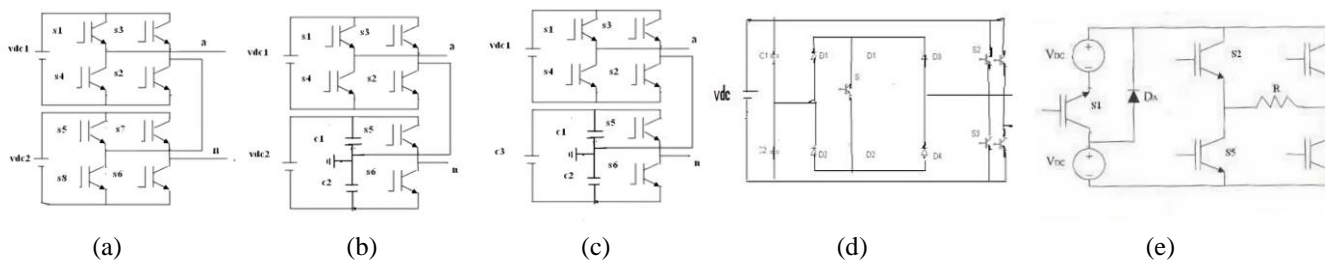 s1 s3
vdc1 a
s4 s2
s5 s7
vdc2 n
s8 s6
(a)
s1 s3
vdc1 a
s4 s2
c1 s5
vdc2 s6 n
c2
(b)
s1 s3
vdc1 a
s4 s2
c1 s5
c3 s6 n
c2
(c)
C1 D1 D1 D3 S2
vdc S
C2 D2 D2 D4 S3
(d)
VDC S2
S1 DA R
VDC S5
(e)